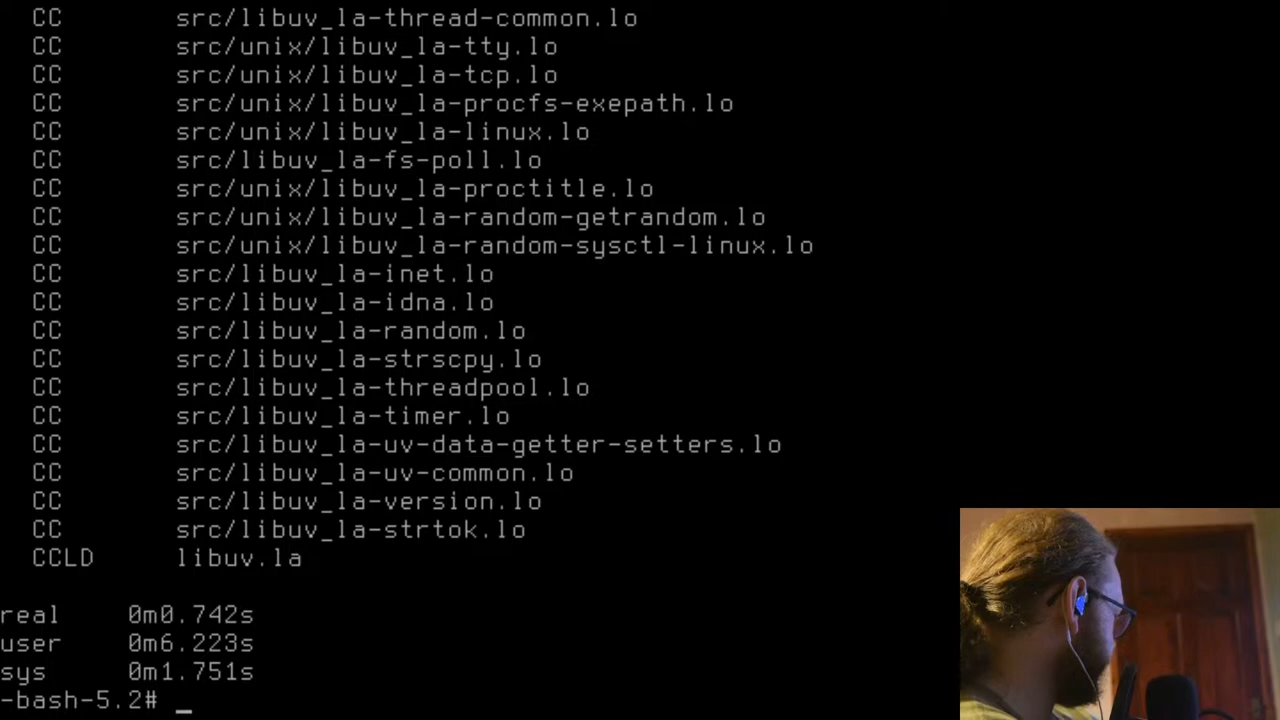 CC src/libuv_la-thread-common.lo
CC src/unix/libuv_la-tty.lo
CC src/unix/libuv_la-tcp.lo
CC src/unix/libuv_la-procfs-exepath.lo
CC src/unix/libuv_la-linux.lo
CC src/libuv_la-fs-poll.lo
CC src/unix/libuv_la-proctitle.lo
CC src/unix/libuv_la-random-getrandom.lo
CC src/unix/libuv_la-random-sysctl-linux.lo
CC src/libuv_la-inet.lo
CC src/libuv_la-idna.lo
CC src/libuv_la-random.lo
CC src/libuv_la-strscpy.lo
CC src/libuv_la-threadpool.lo
CC src/libuv_la-timer.lo
CC src/libuv_la-uv-data-getter-setters.lo
CC src/libuv_la-uv-common.lo
CC src/libuv_la-version.lo
CC src/libuv_la-strtok.lo
CCLD libuv.la
real 0m0.742s
user 0m6.223s
sys 0m1.751s
-bash-5.2# _